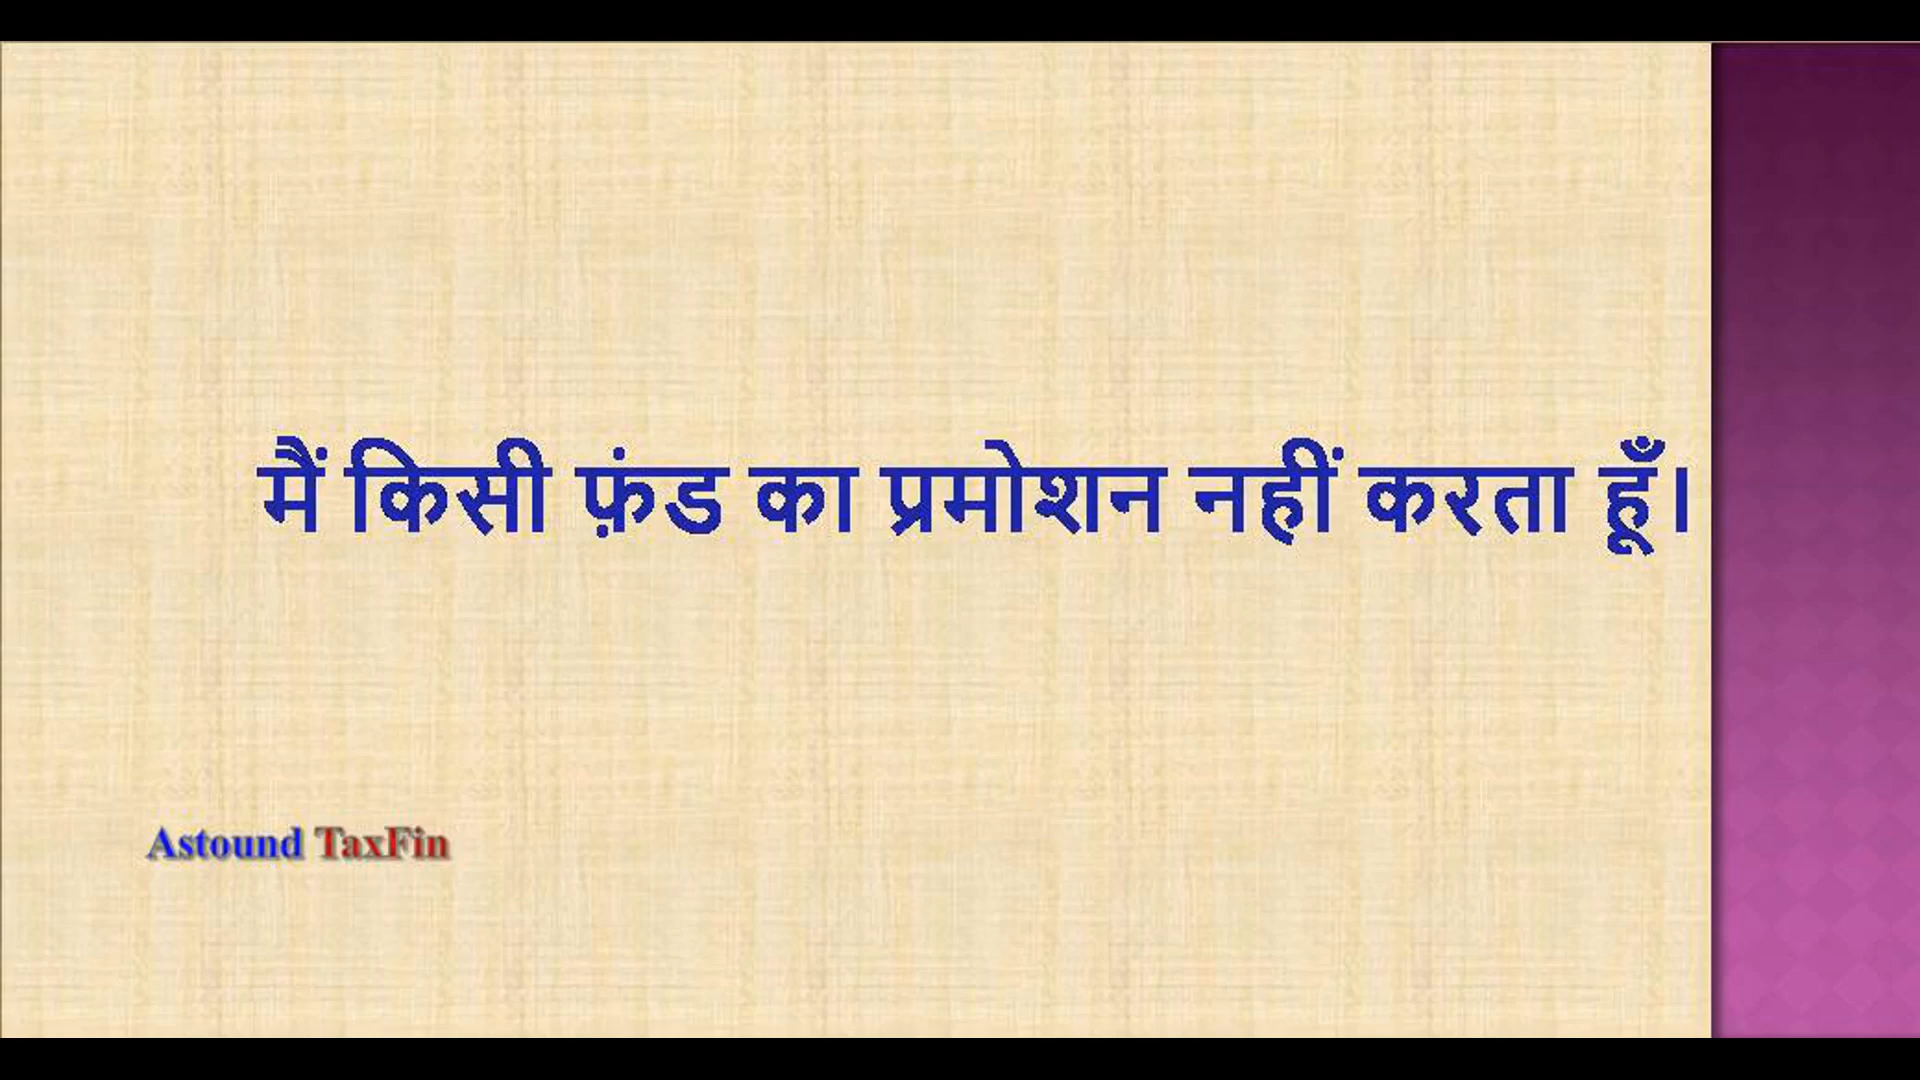 मैं किसी फ़ंड का प्रमोशन नहीं करता हूँ।
Astound TaxFin